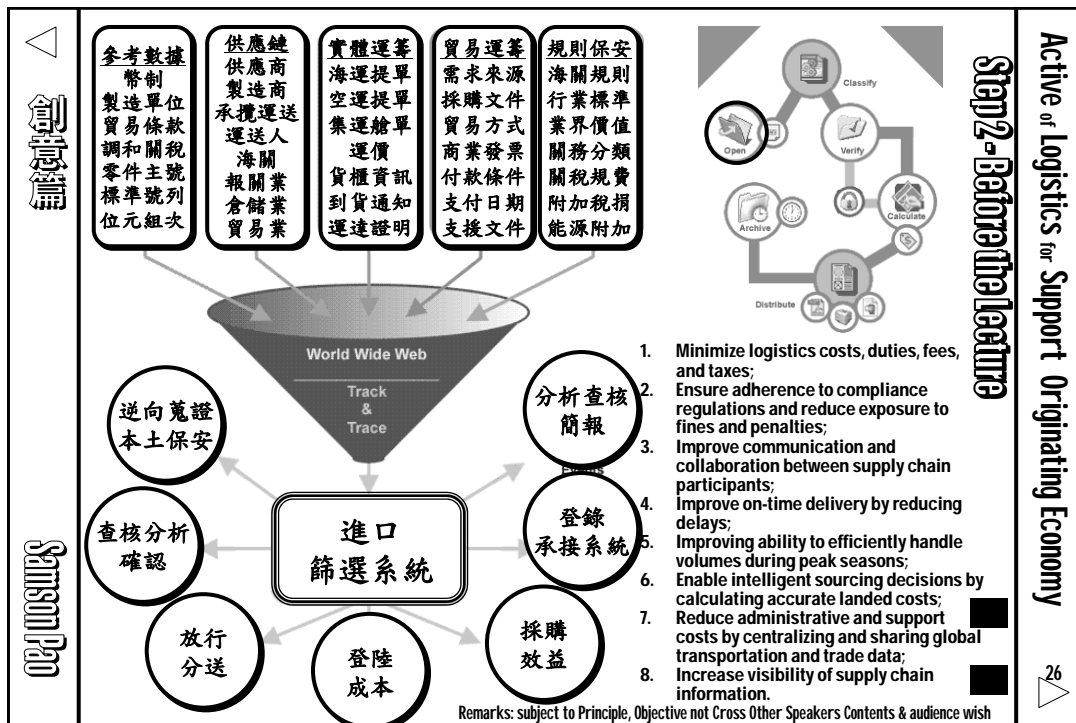 創意篇
Samson Pao
參考數據
幣制
製造單位
貿易條款
調和關稅
零件主號
標準號列
位元組次
供應鏈
供應商
製造商
承攬運送
運送人
海關
報關業
倉儲業
貿易業
實體運籌
海運提單
空運提單
集運艙單
運價
貨櫃資訊
到貨通知
運達證明
貿易運籌
需求來源
採購文件
貿易方式
商業發票
付款條件
支付日期
支援文件
規則保安
海關規則
行業標準
業界價值
關務分類
關稅規費
附加稅捐
能源附加
World Wide Web
Track
&
Trace
逆向蒐證
本土保安
查核分析
確認
放行
分送
登陸
成本
採購
效益
登錄
承接系統
分析查核
簡報
進口
篩選系統
Classify
Open
Verify
Calculate
Archive
Distribute
1. Minimize logistics costs, duties, fees,
and taxes;
2. Ensure adherence to compliance
regulations and reduce exposure to
fines and penalties;
3. Improve communication and
collaboration between supply chain
participants;
4. Improve on-time delivery by reducing
delays;
5. Improving ability to efficiently handle
volumes during peak seasons;
6. Enable intelligent sourcing decisions by
calculating accurate landed costs;
7. Reduce administrative and support
costs by centralizing and sharing global
transportation and trade data;
8. Increase visibility of supply chain
information.
Remarks: subject to Principle, Objective not Cross Other Speakers Contents & audience wish
Step 2 - Before the Lecture
Active of Logistics for Support Originating Economy
26